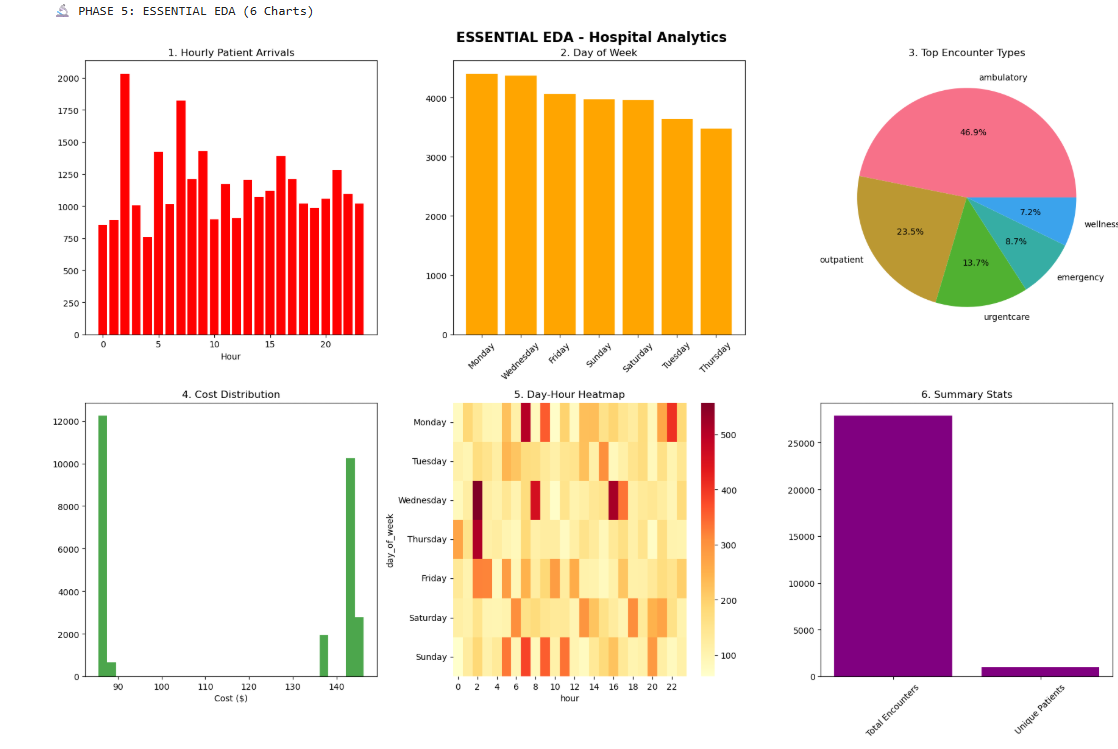 🔬 PHASE 5: ESSENTIAL EDA (6 Charts)
ESSENTIAL EDA - Hospital Analytics
1. Hourly Patient Arrivals
2000
1750
1500
1250
1000
750
500
250
0
0 5 10 15 20
Hour
2. Day of Week
4000
3000
2000
1000
0
Monday Wednesday Friday Sunday Saturday Tuesday Thursday
3. Top Encounter Types
ambulatory
46.9%
outpatient
23.5%
urgentcare
13.7%
emergency
8.7%
wellness
7.2%
4. Cost Distribution
12000
10000
8000
6000
4000
2000
0
90 100 110 120 130 140
Cost ($)
5. Day-Hour Heatmap
day_of_week
Monday
Tuesday
Wednesday
Thursday
Friday
Saturday
Sunday
0 2 4 6 8 10 12 14 16 18 20 22
hour
500
400
300
200
100
6. Summary Stats
25000
20000
15000
10000
5000
0
Total Encounters Unique Patients